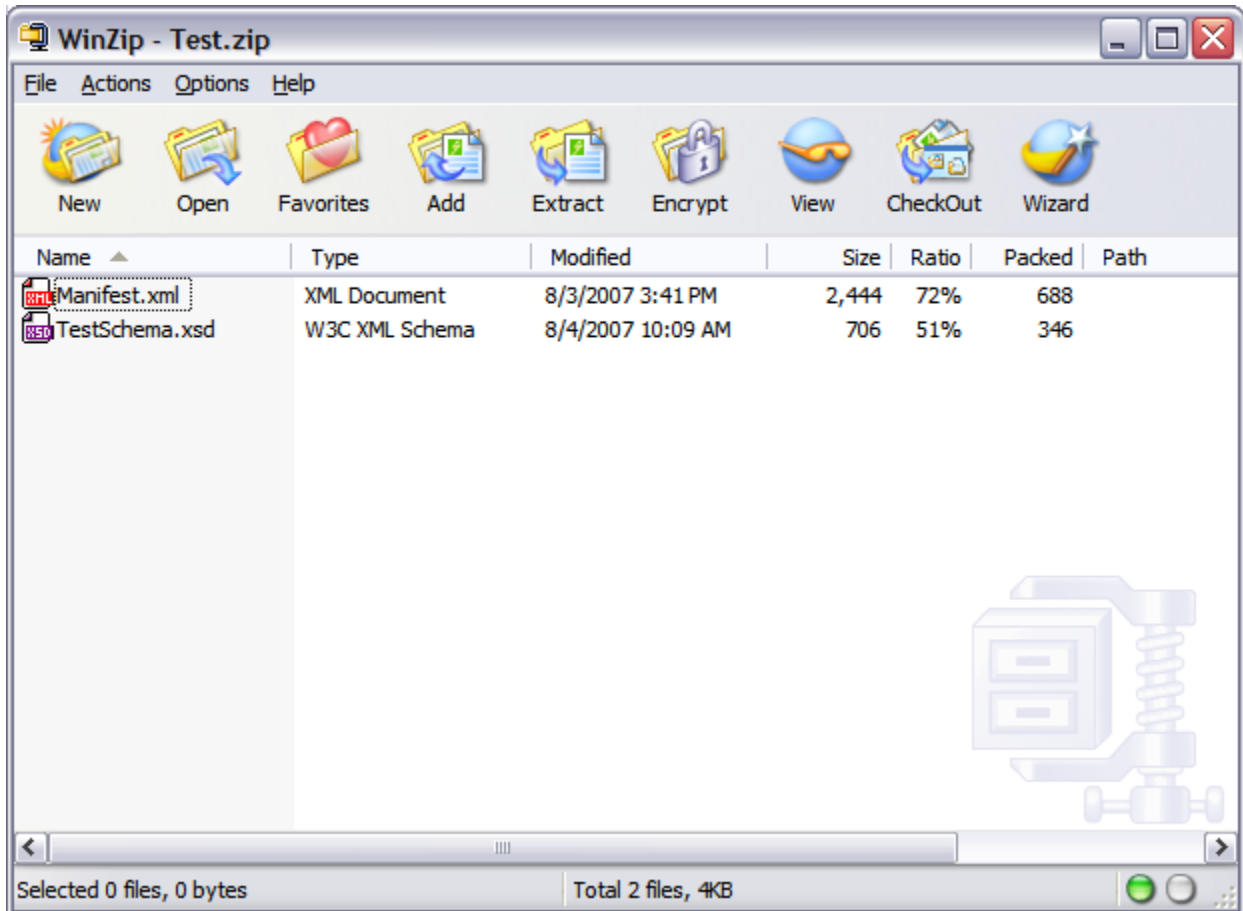 WinZip - Test.zip
File Actions Options Help
New Open Favorites Add Extract Encrypt View CheckOut Wizard
Name Type Modified Size Ratio Packed Path
Manifest.xml XML Document 8/3/2007 3:41 PM 2,444 72% 688
TestSchema.xsd W3C XML Schema 8/4/2007 10:09 AM 706 51% 346
Selected 0 files, 0 bytes Total 2 files, 4KB